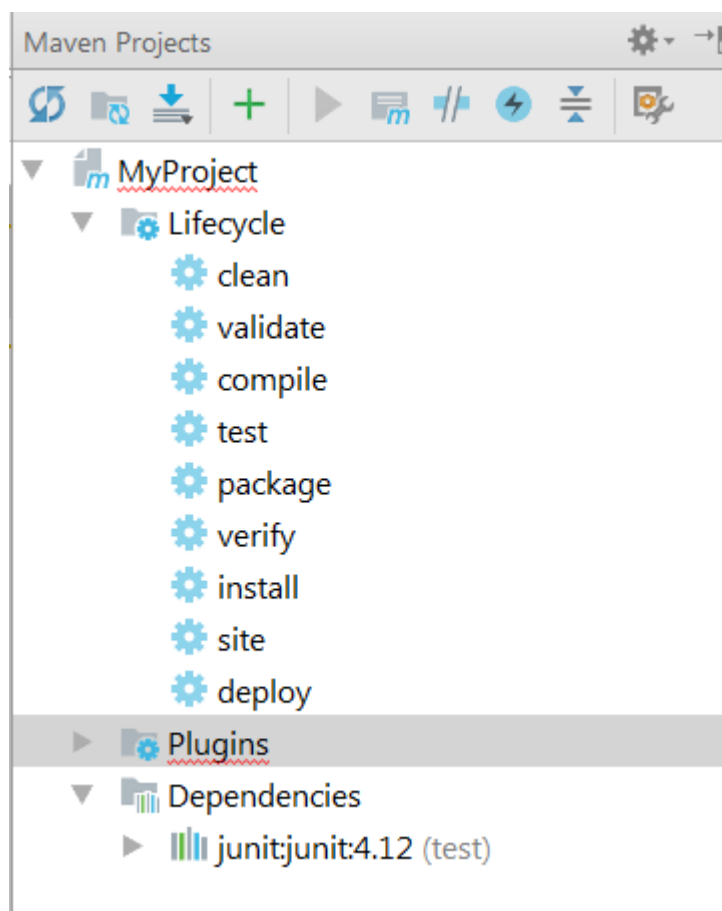 Maven Projects
MyProject
Lifecycle
clean
validate
compile
test
package
verify
install
site
deploy
Plugins
Dependencies
junit:junit:4.12 (test)